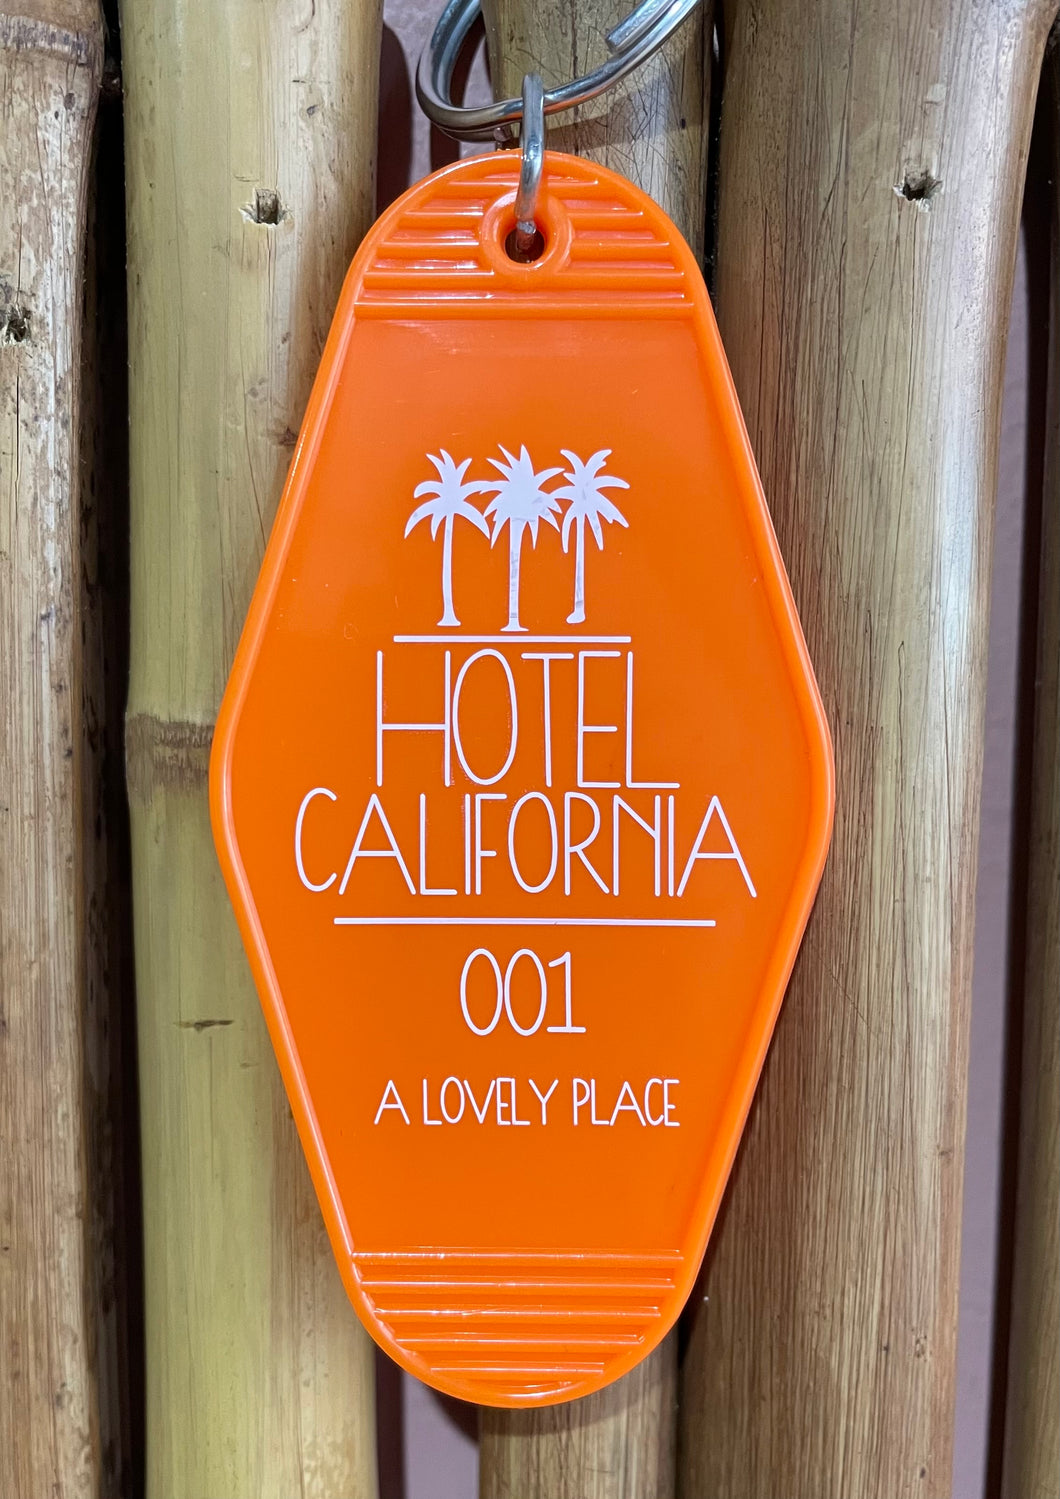 HOTEL
CALIFORNIA
001
A LOVELY PLACE